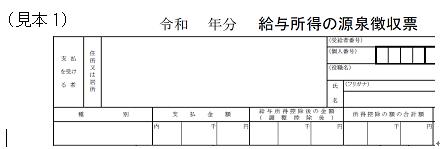 （見本１）
令和　　年分　給与所得の源泉徴収票
支払を受ける者
住所又は居所
(受給者番号)
(個人番号)
(役職名)
氏名
(フリガナ)
種　　別
支　払　金　額
給与所得控除後の金額（調整控除後）
所得控除の額の合計額
内　千　円　千　円　千　円